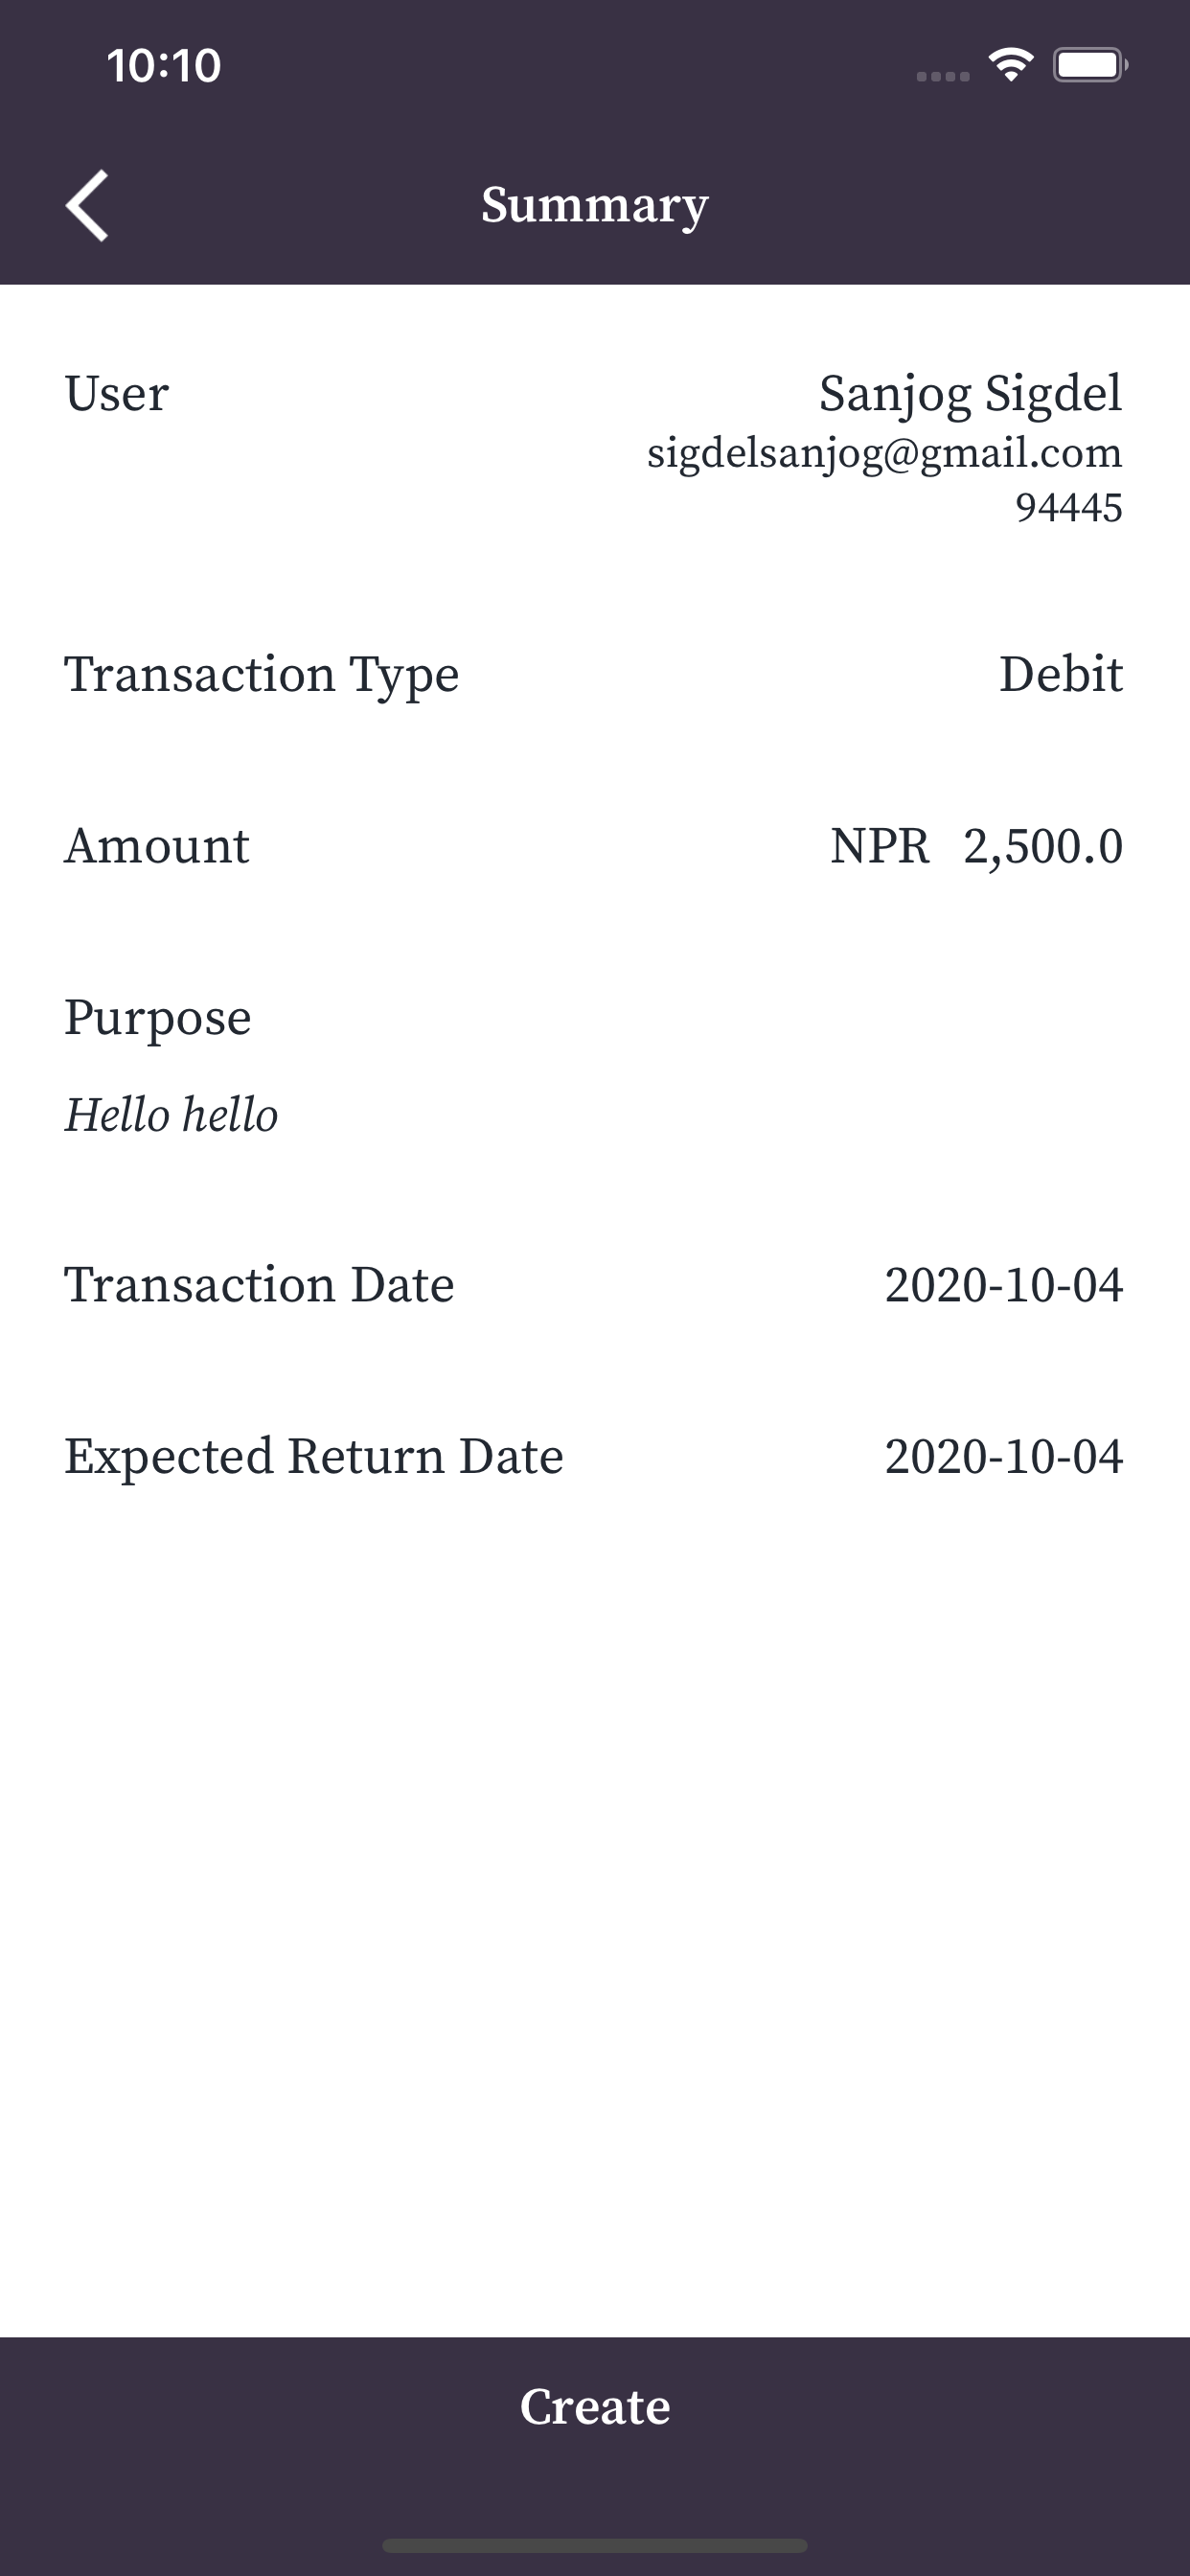 10:10
Summary
User Sanjog Sigdel
sigdelsanjog@gmail.com
94445
Transaction Type Debit
Amount NPR 2,500.0
Purpose
Hello hello
Transaction Date 2020-10-04
Expected Return Date 2020-10-04
Create